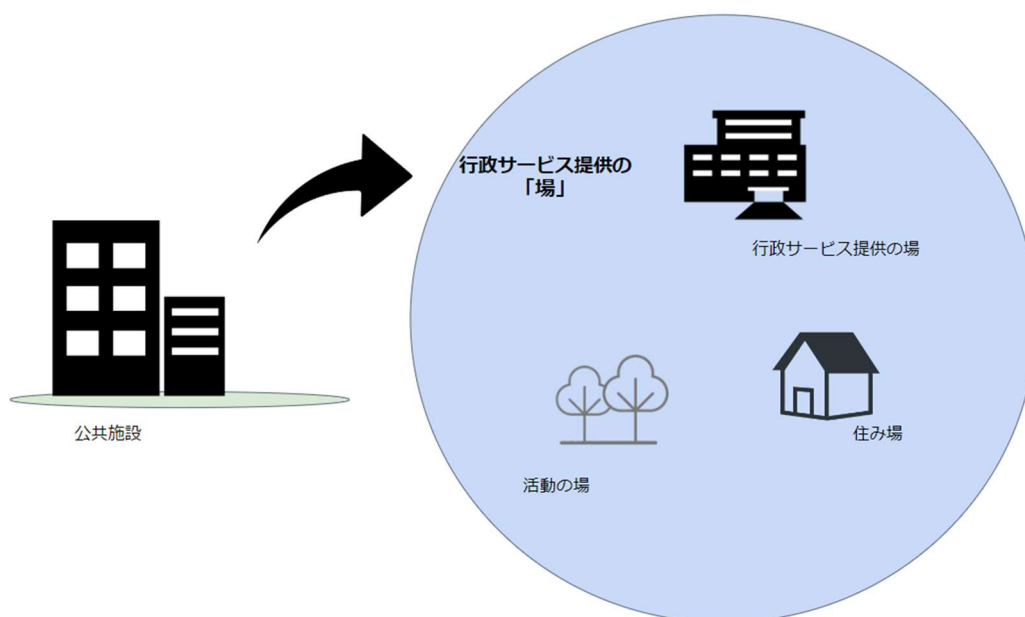 行政サービス提供の
「場」
行政サービス提供の場
公共施設
住み場
活動の場